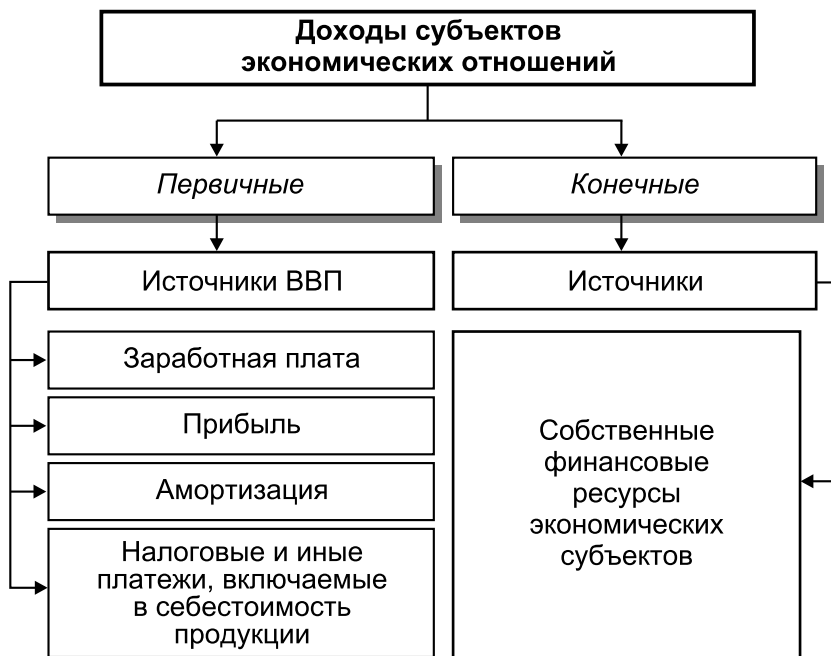 Доходы субъектов
экономических отношений
Первичные
Конечные
Источники ВВП
Источники
Заработная плата
Прибыль
Амортизация
Налоговые и иные
платежи, включаемые
в себестоимость
продукции
Собственные
финансовые
ресурсы
экономических
субъектов